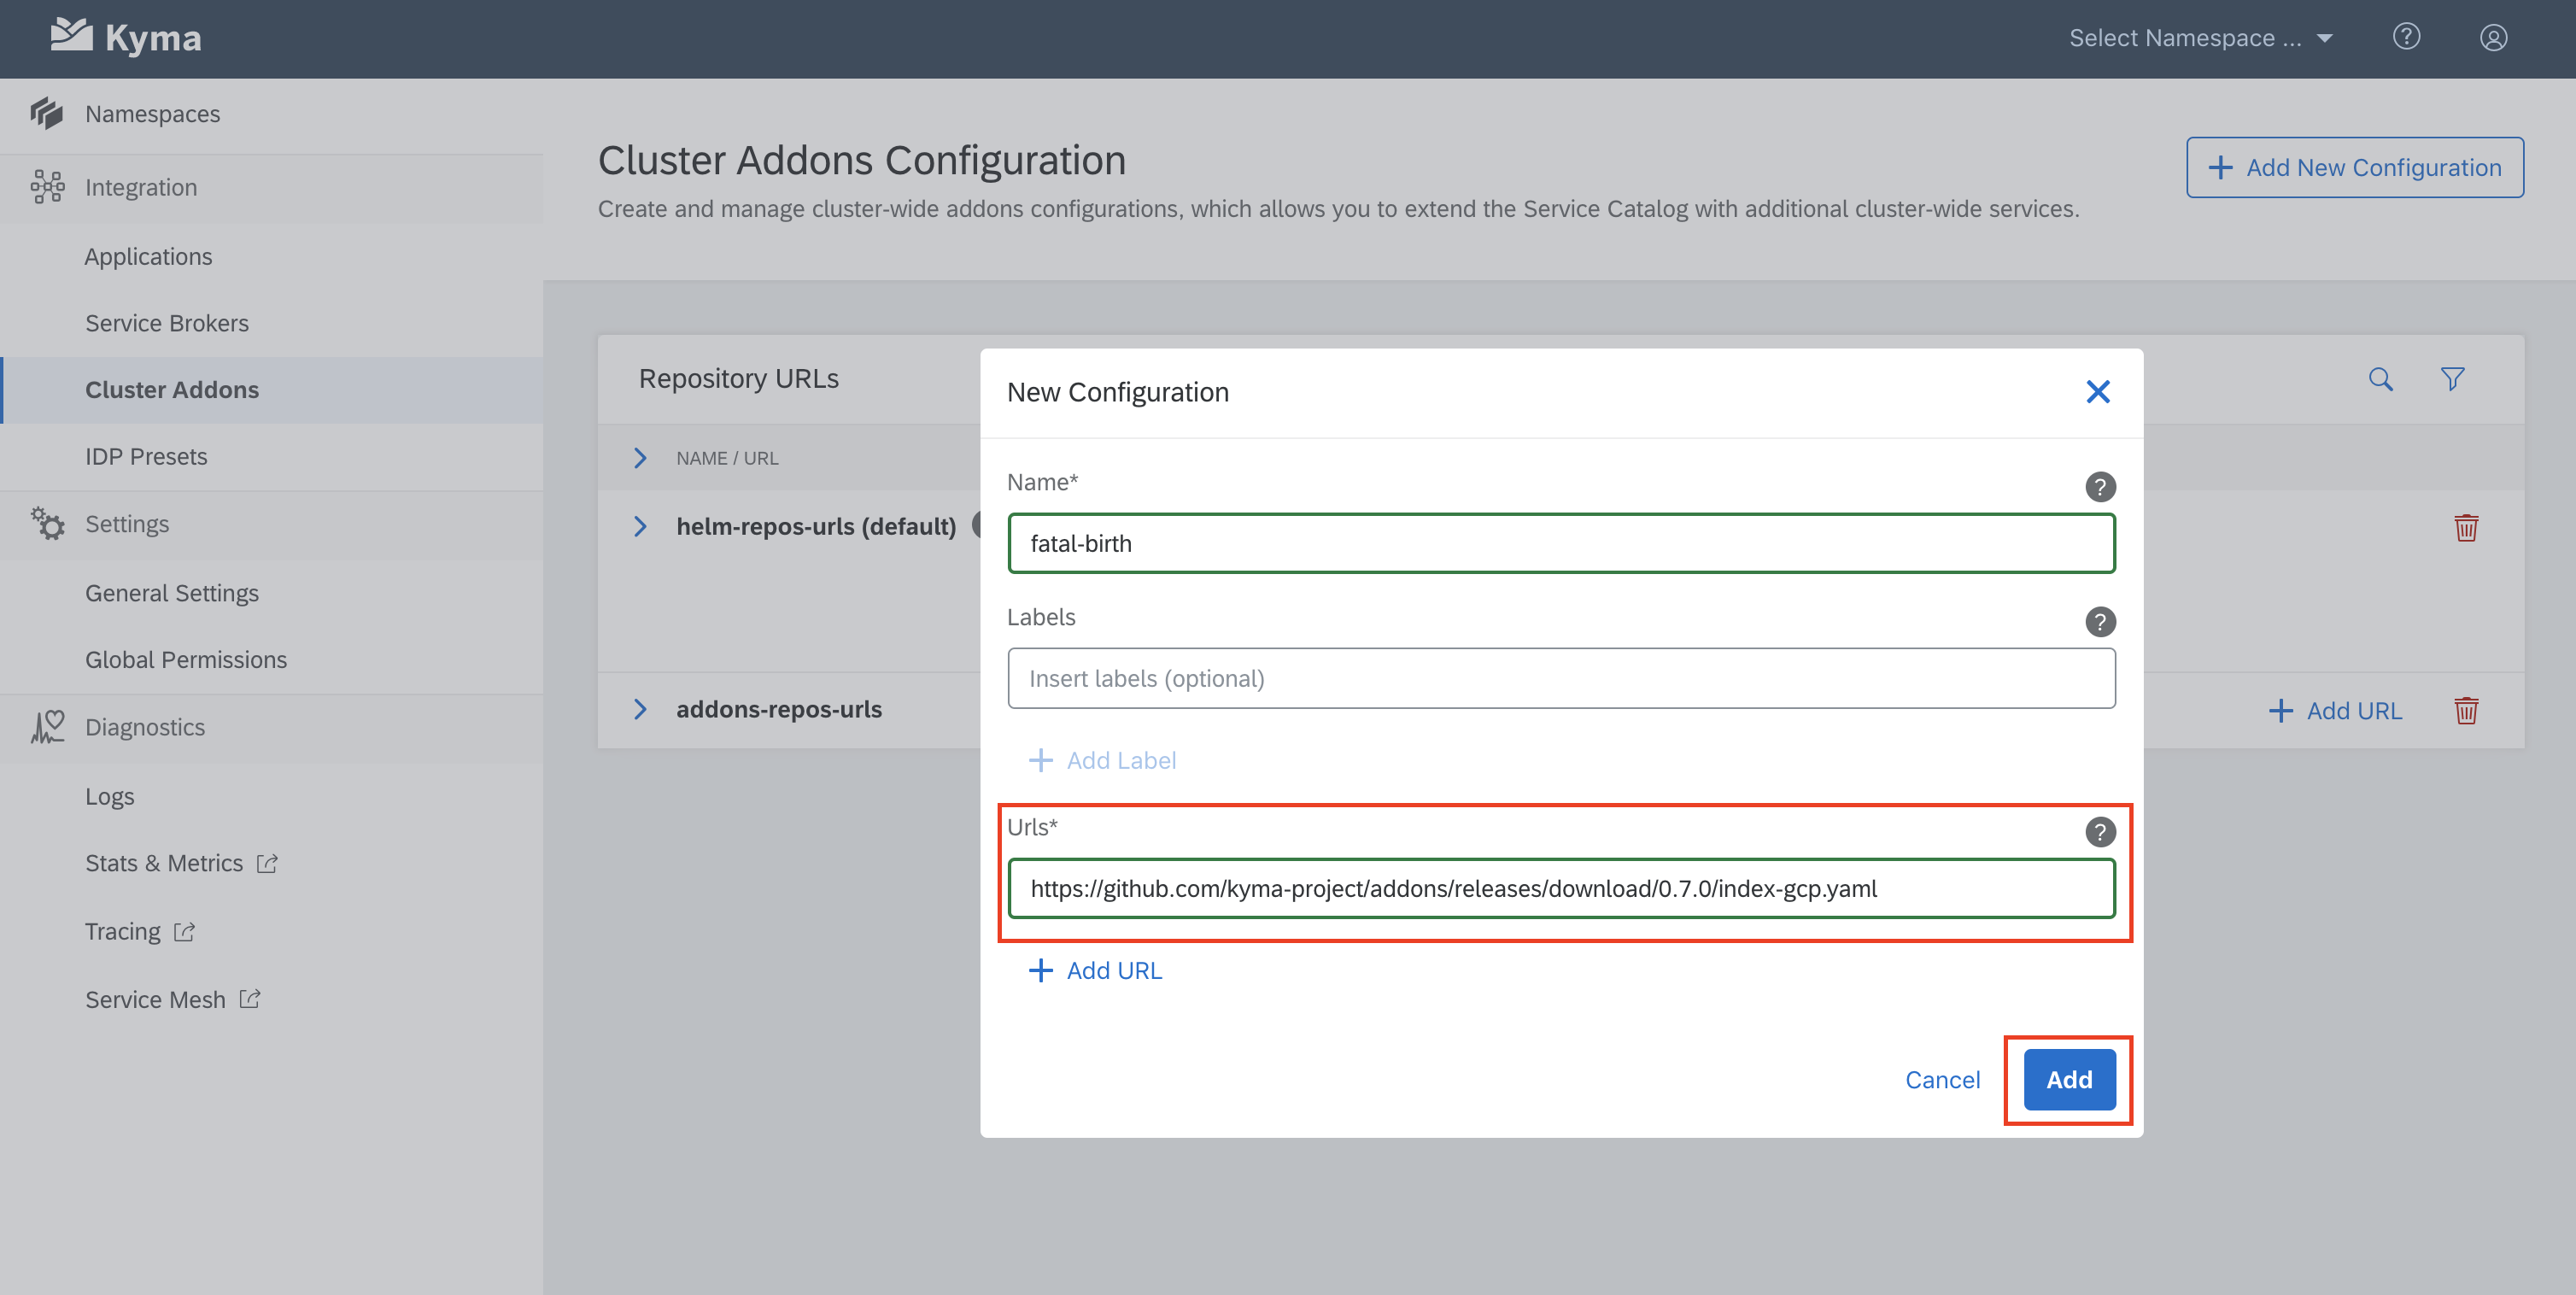 Kyma
Select Namespace ...
Namespaces
Integration
Applications
Service Brokers
Cluster Addons
IDP Presets
Settings
General Settings
Global Permissions
Diagnostics
Logs
Stats & Metrics
Tracing
Service Mesh
Cluster Addons Configuration
Create and manage cluster-wide addons configurations, which allows you to extend the Service Catalog with additional cluster-wide services.
+ Add New Configuration
Repository URLs
NAME / URL
helm-repos-urls (default)
addons-repos-urls
+ Add URL
New Configuration
Name*
?
fatal-birth
Labels
?
Insert labels (optional)
+ Add Label
Urls*
?
https://github.com/kyma-project/addons/releases/download/0.7.0/index-gcp.yaml
+ Add URL
Cancel
Add